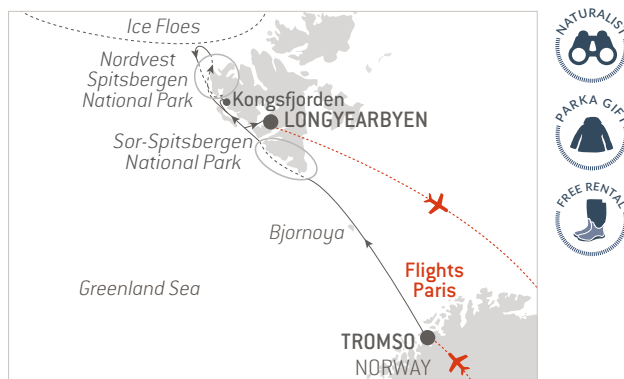 Ice Floes
Nordvest
Spitsbergen
National Park
Kongsfjorden
LONGYEARBYEN
Sor-Spitsbergen
National Park
Bjornoya
Greenland Sea
Flights
Paris
TROMSO
NORWAY
NATURALIST
PARKA GIFT
FREE RENTAL